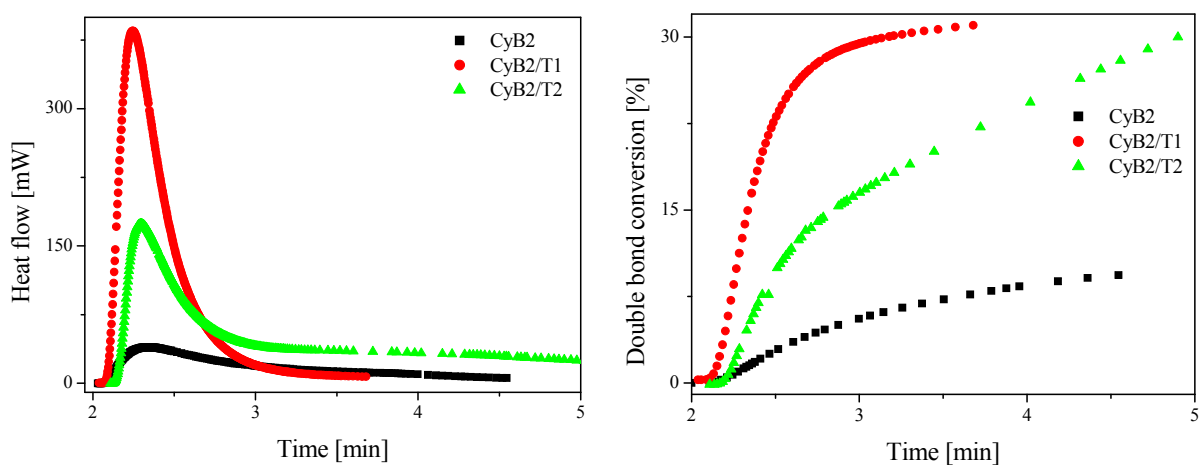 Heat flow [mW]
300
150
0
CyB2
CyB2/T1
CyB2/T2
2
3
4
5
Time [min]
Double bond conversion [%]
30
15
0
CyB2
CyB2/T1
CyB2/T2
2
3
4
5
Time [min]